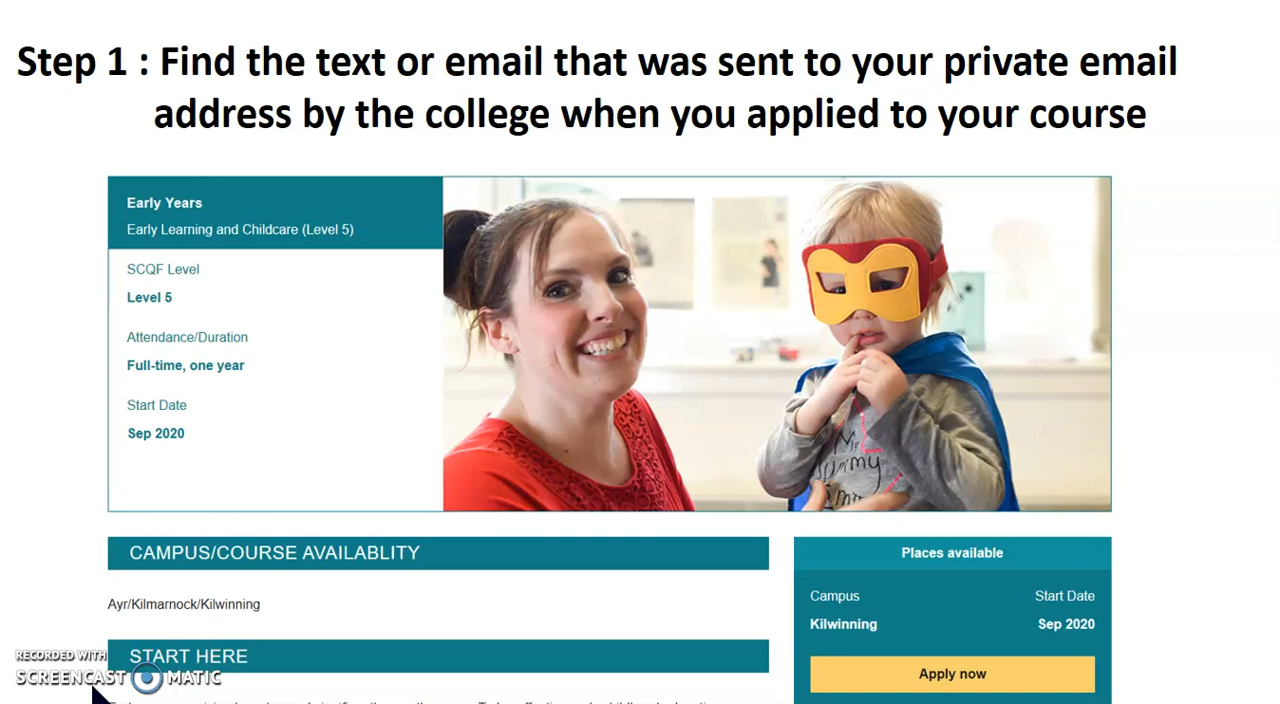 Step 1 : Find the text or email that was sent to your private email
address by the college when you applied to your course
Early Years
Early Learning and Childcare (Level 5)
SCQF Level
Level 5
Attendance/Duration
Full-time, one year
Start Date
Sep 2020
CAMPUS/COURSE AVAILABLITY
Ayr/Kilmarnock/Kilwinning
START HERE
Places available
Campus Start Date
Kilwinning Sep 2020
Apply now
RECORDED WITH
SCREENCAST MATIC